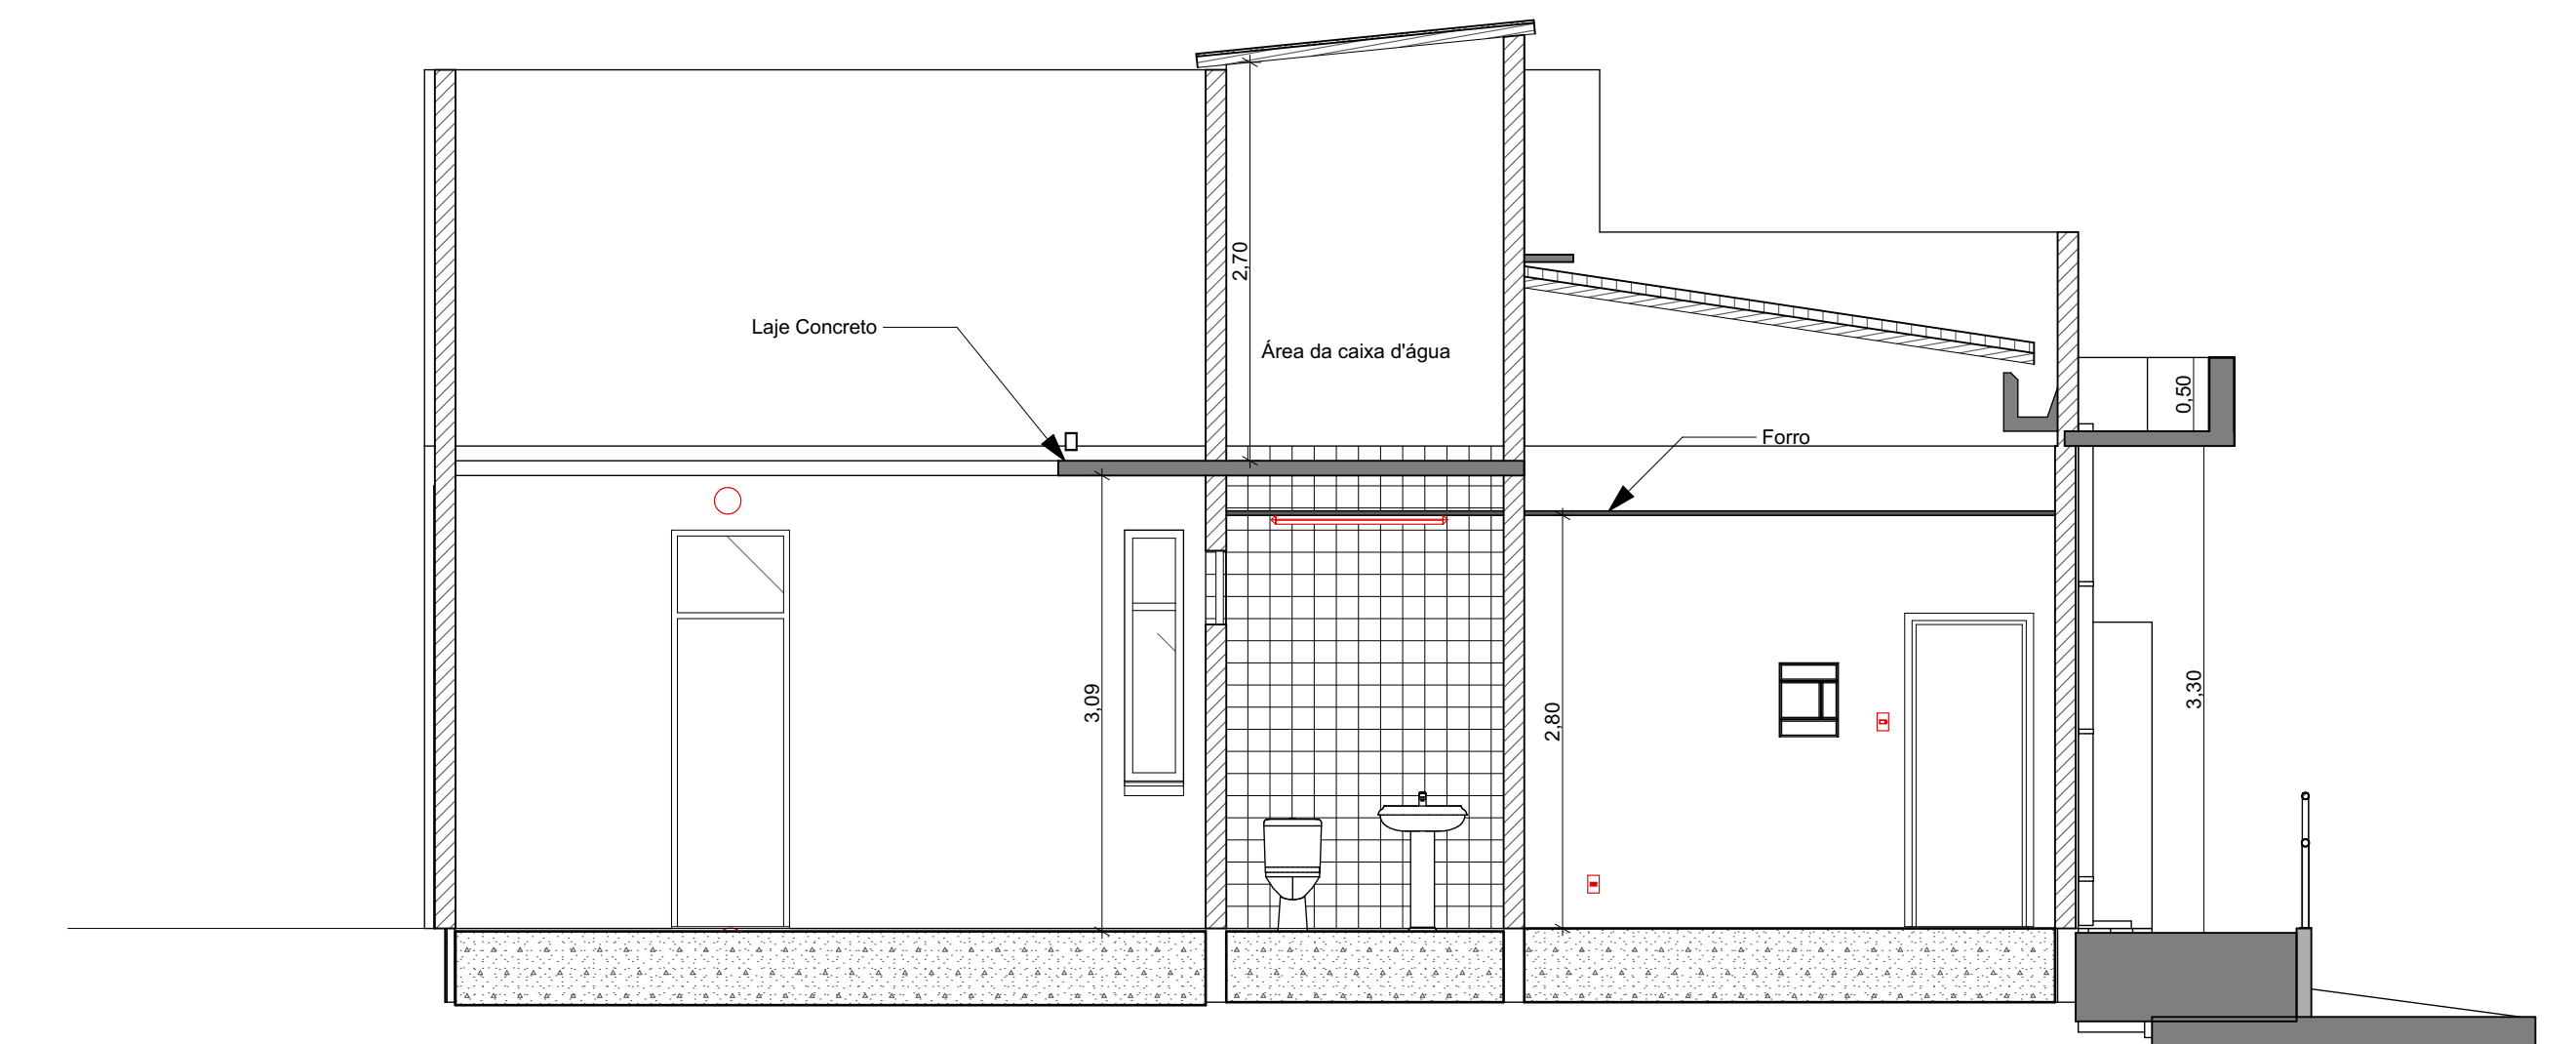 2,70
Laje Concreto
Área da caixa d'água
0,50
Forro
3,09
2,80
3,30